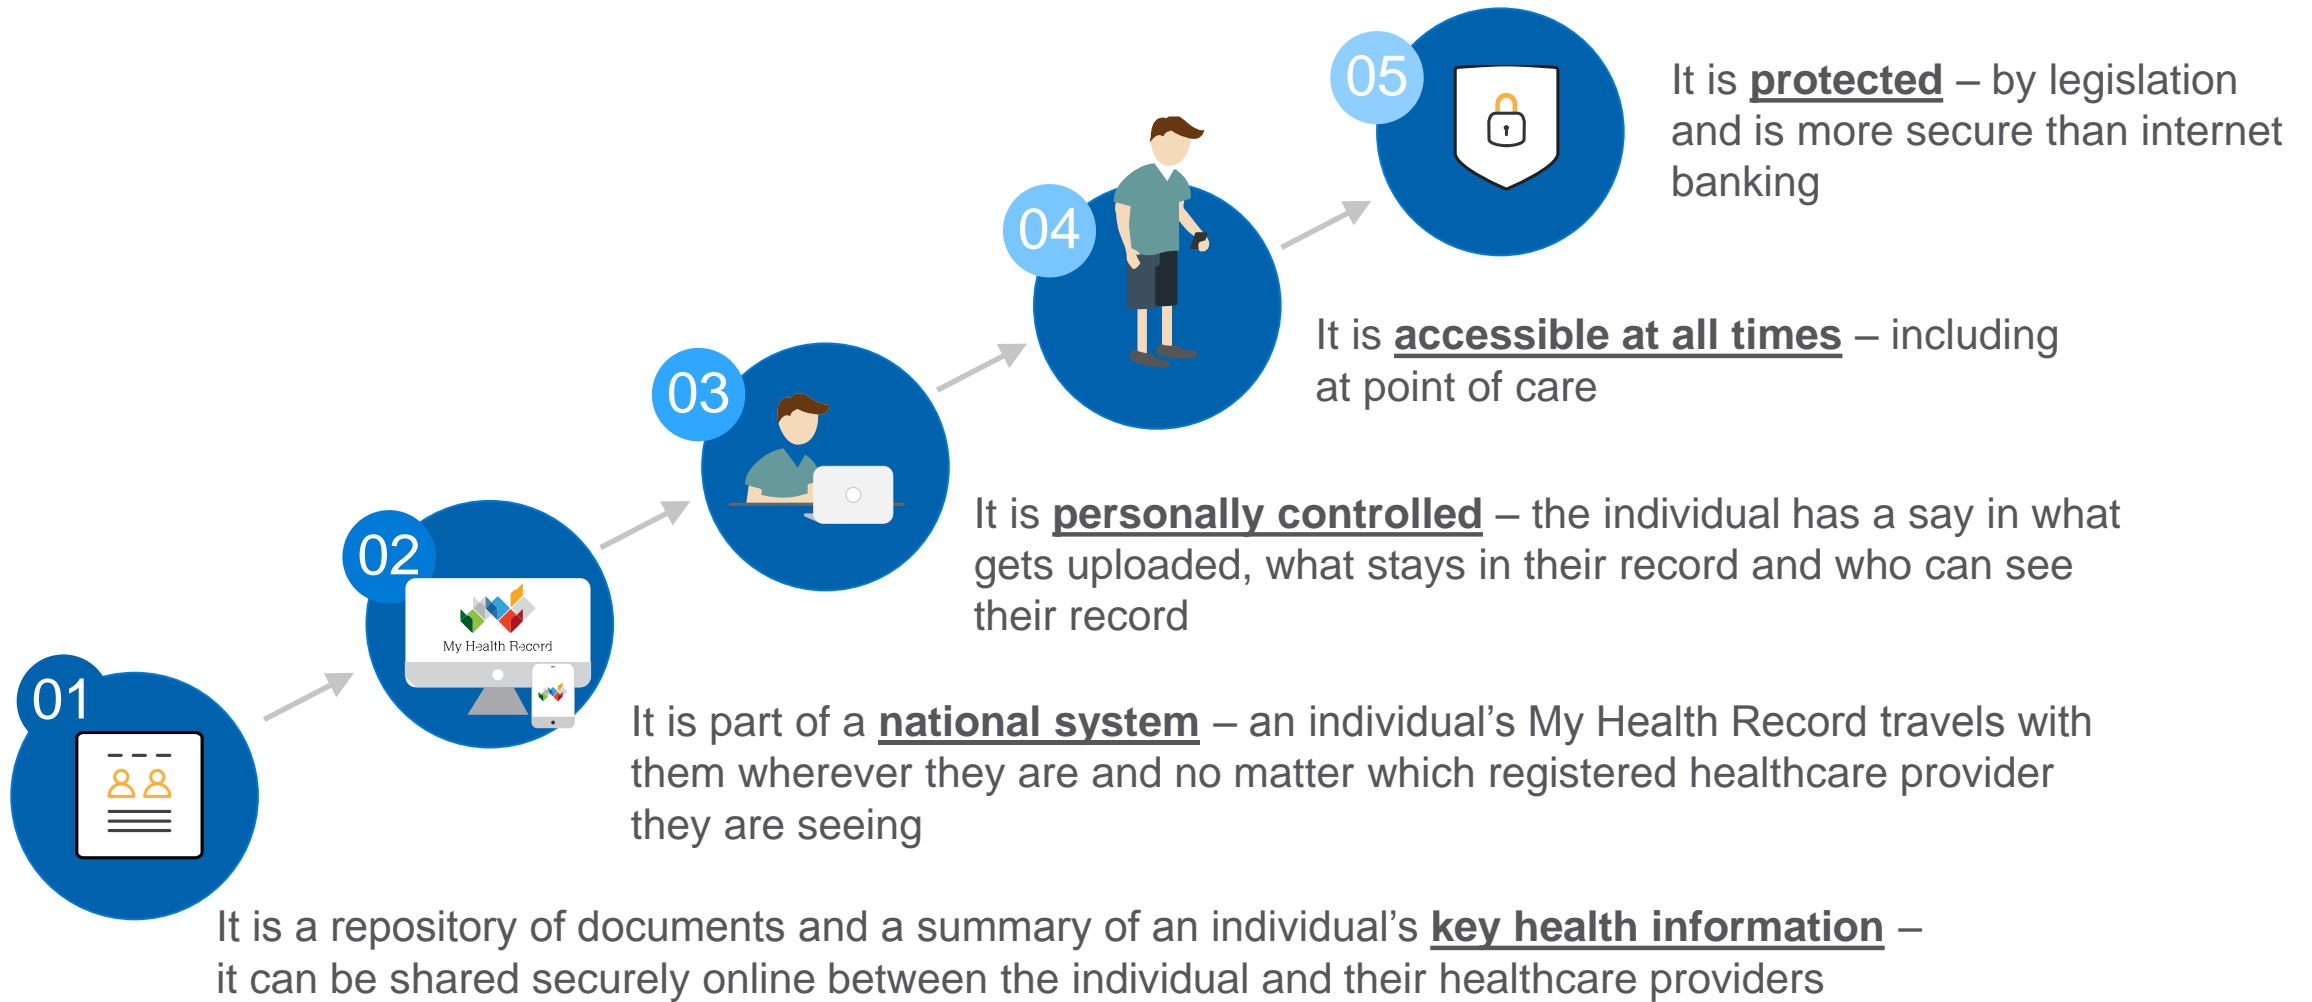 05
It is protected – by legislation
and is more secure than internet
banking
04
It is accessible at all times – including
at point of care
03
It is personally controlled – the individual has a say in what
gets uploaded, what stays in their record and who can see
their record
02
My Health Record
It is part of a national system – an individual’s My Health Record travels with
them wherever they are and no matter which registered healthcare provider
they are seeing
01
It is a repository of documents and a summary of an individual’s key health information –
it can be shared securely online between the individual and their healthcare providers